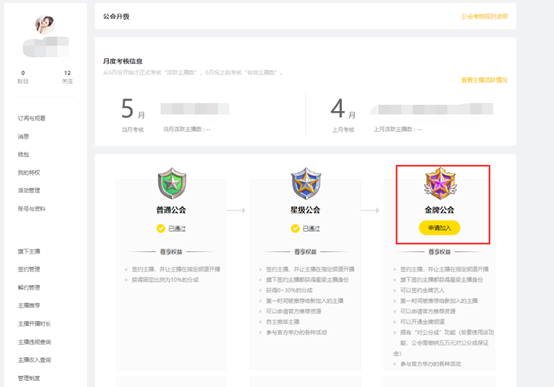 公会升级
公会考核规则说明
0
12
粉丝
关注
订阅与观看
消息
钱包
我的特权
活动管理
账号与资料
旗下主播
签约管理
解约管理
主播推荐
主播开播时长
主播违规查询
主播收入查询
管理制度
月度考核信息
从6月份开始才正式考核“活跃主播数”，6月份之前考核“有效主播数”。
查看主播活跃情况
5月
当月考核
当月活跃主播数：--
4月
上月考核
上月活跃主播数：--
普通公会
已通过
尊享权益
签约主播，并让主播在指定频道开播
获得固定比例为10%的分成
星级公会
已通过
尊享权益
签约主播，并让主播在指定频道开播
旗下签约主播都获得星级主播身份
获得0~30%的分成
第一时间被推荐给新加入的主播
可以申请官方推荐资源
自主推荐主播
参与官方举办的各种活动
金牌公会
申请加入
尊享权益
签约主播，并让主播在指定频道开播
旗下签约主播都获得星级主播身份
可以签约金牌艺人
第一时间被推荐给新加入的主播
可以申请官方推荐资源
可以开通金牌频道
拥有“对公分成”功能（若要使用该功
能，公会需缴纳五万元对公分成保证
金）
参与官方举办的各种活动